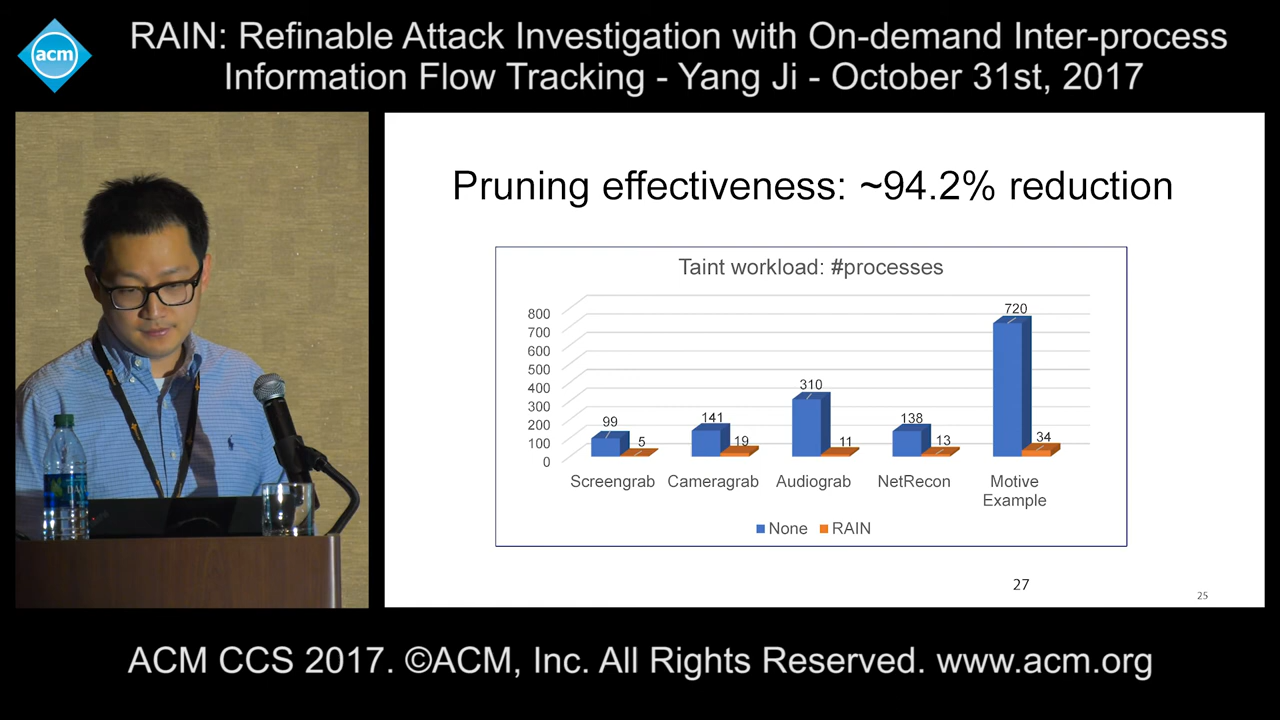 acm
RAIN: Refinable Attack Investigation with On-demand Inter-process
Information Flow Tracking - Yang Ji - October 31st, 2017
Pruning effectiveness: ~94.2% reduction
Taint workload: #processes
800
700
600
500
400
300
200
100
0
99
5
141
19
310
11
138
13
720
34
Screengrab
Cameragrab
Audiograb
NetRecon
Motive
Example
None
RAIN
27
25
ACM CCS 2017. ©ACM, Inc. All Rights Reserved. www.acm.org